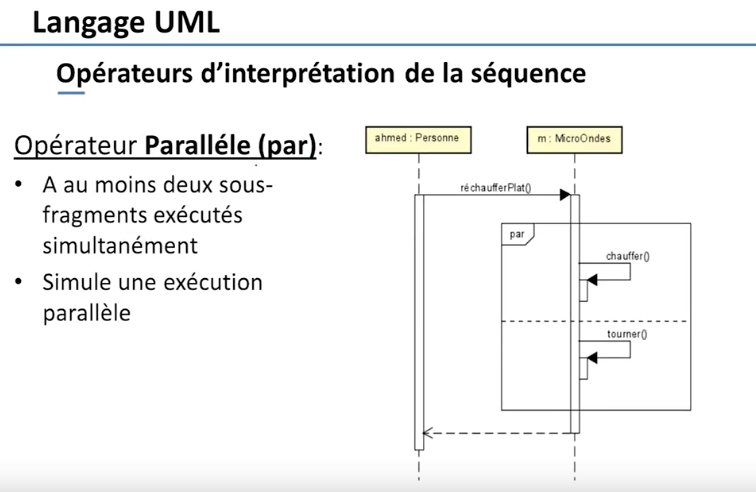 Langage UML
Opérateurs d’interprétation de la séquence
Opérateur Paralléle (par):
• A au moins deux sous-
fragments exécutés
simultanément
• Simule une exécution
parallèle
ahmed : Personne
m : MicroOndes
réchaufferPlat()
par
chauffer()
tourner()